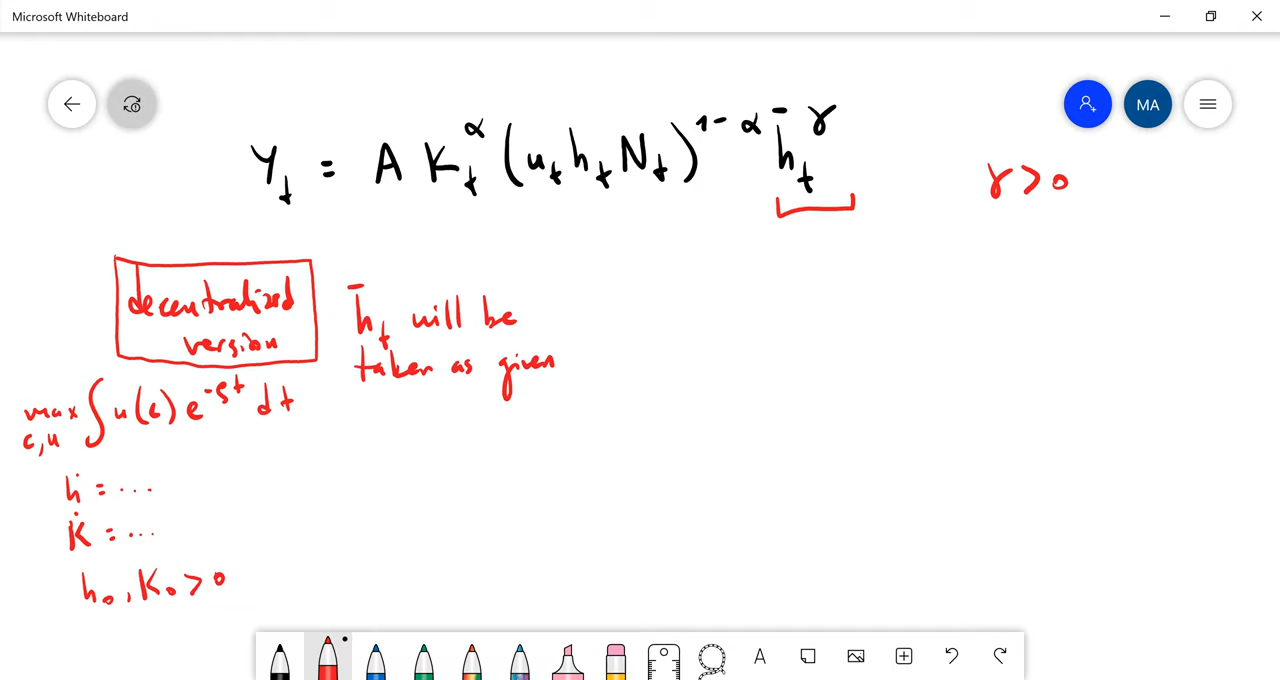 Microsoft Whiteboard
MA
Y_t = A K_t^α (u_t h_t N_t)^{1-α} h̄_t^γ
γ > 0
decentralized
version
h̄_t will be
taken as given
max ∫ u(c) e^{-ρt} dt
c,u
ḣ = ...
K̇ = ...
h_0, K_0 > 0
A